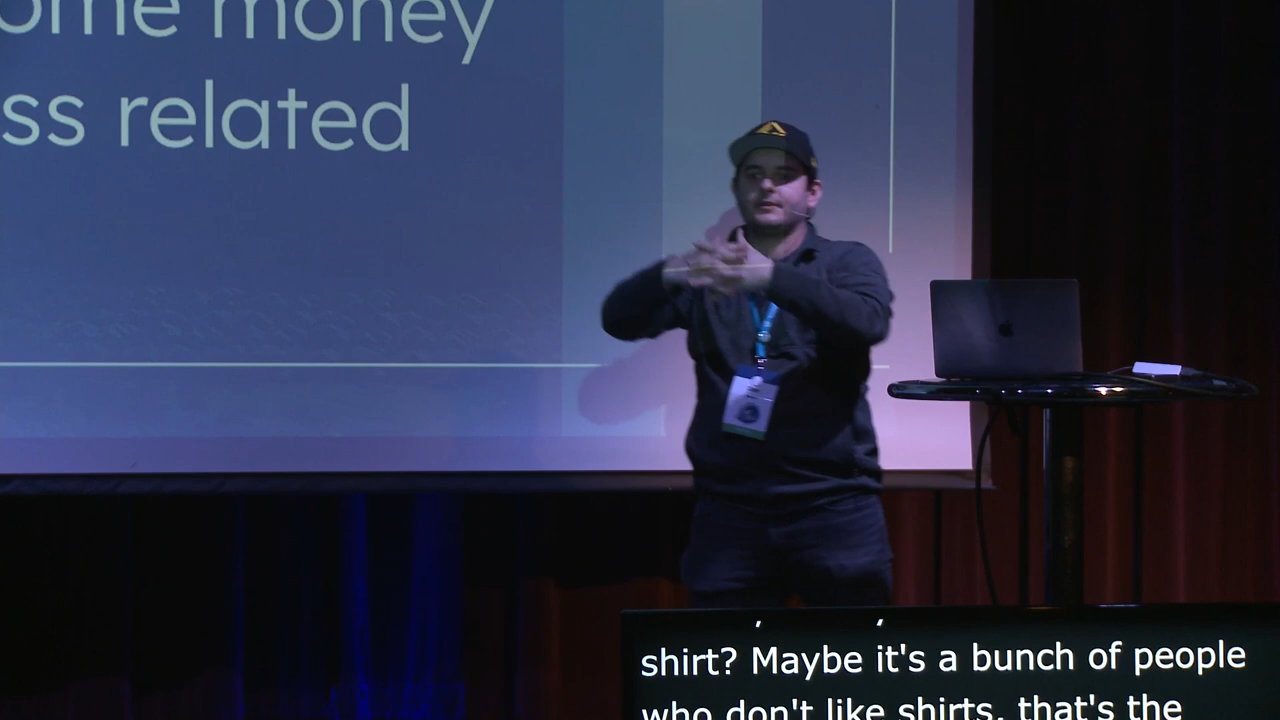 ome money
ss related
shirt? Maybe it's a bunch of people
who don't like shirts, that's the